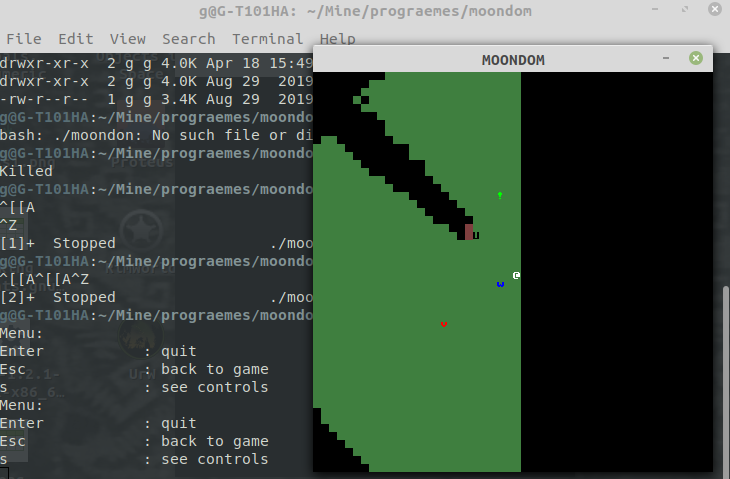 g@G-T101HA: ~/Mine/prograemes/moondom
File Edit View Search Terminal Help
drwxr-xr-x 2 g g 4.0K Apr 18 15:49
drwxr-xr-x 2 g g 4.0K Aug 29 2019
-rw-r--r-- 1 g g 3.4K Aug 29 2019
g@G-T101HA:~/Mine/prograemes/moondo
bash: ./moondon: No such file or di
g@G-T101HA:~/Mine/prograemes/moondo
Killed
g@G-T101HA:~/Mine/prograemes/moondo
^[[A
^Z
[1]+ Stopped ./moo
g@G-T101HA:~/Mine/prograemes/moondo
^[[A^[[A^Z
[2]+ Stopped ./moo
g@G-T101HA:~/Mine/prograemes/moondo
Menu:
Enter : quit
Esc : back to game
s : see controls
Menu:
Enter : quit
Esc : back to game
s : see controls
MOONDOM